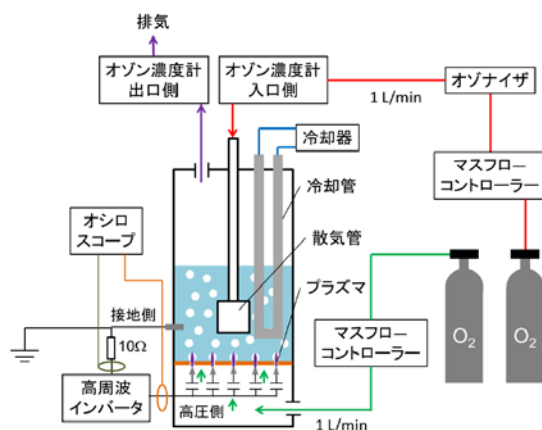 排気
オゾン濃度計
出口側
オゾン濃度計
入口側
1 L/min
オゾナイザ
冷却器
マスフロー
コントローラー
冷却管
オシロ
スコープ
散気管
プラズマ
接地側
10Ω
マスフロー
コントローラー
O2
O2
高周波
インバータ
高圧側
1 L/min